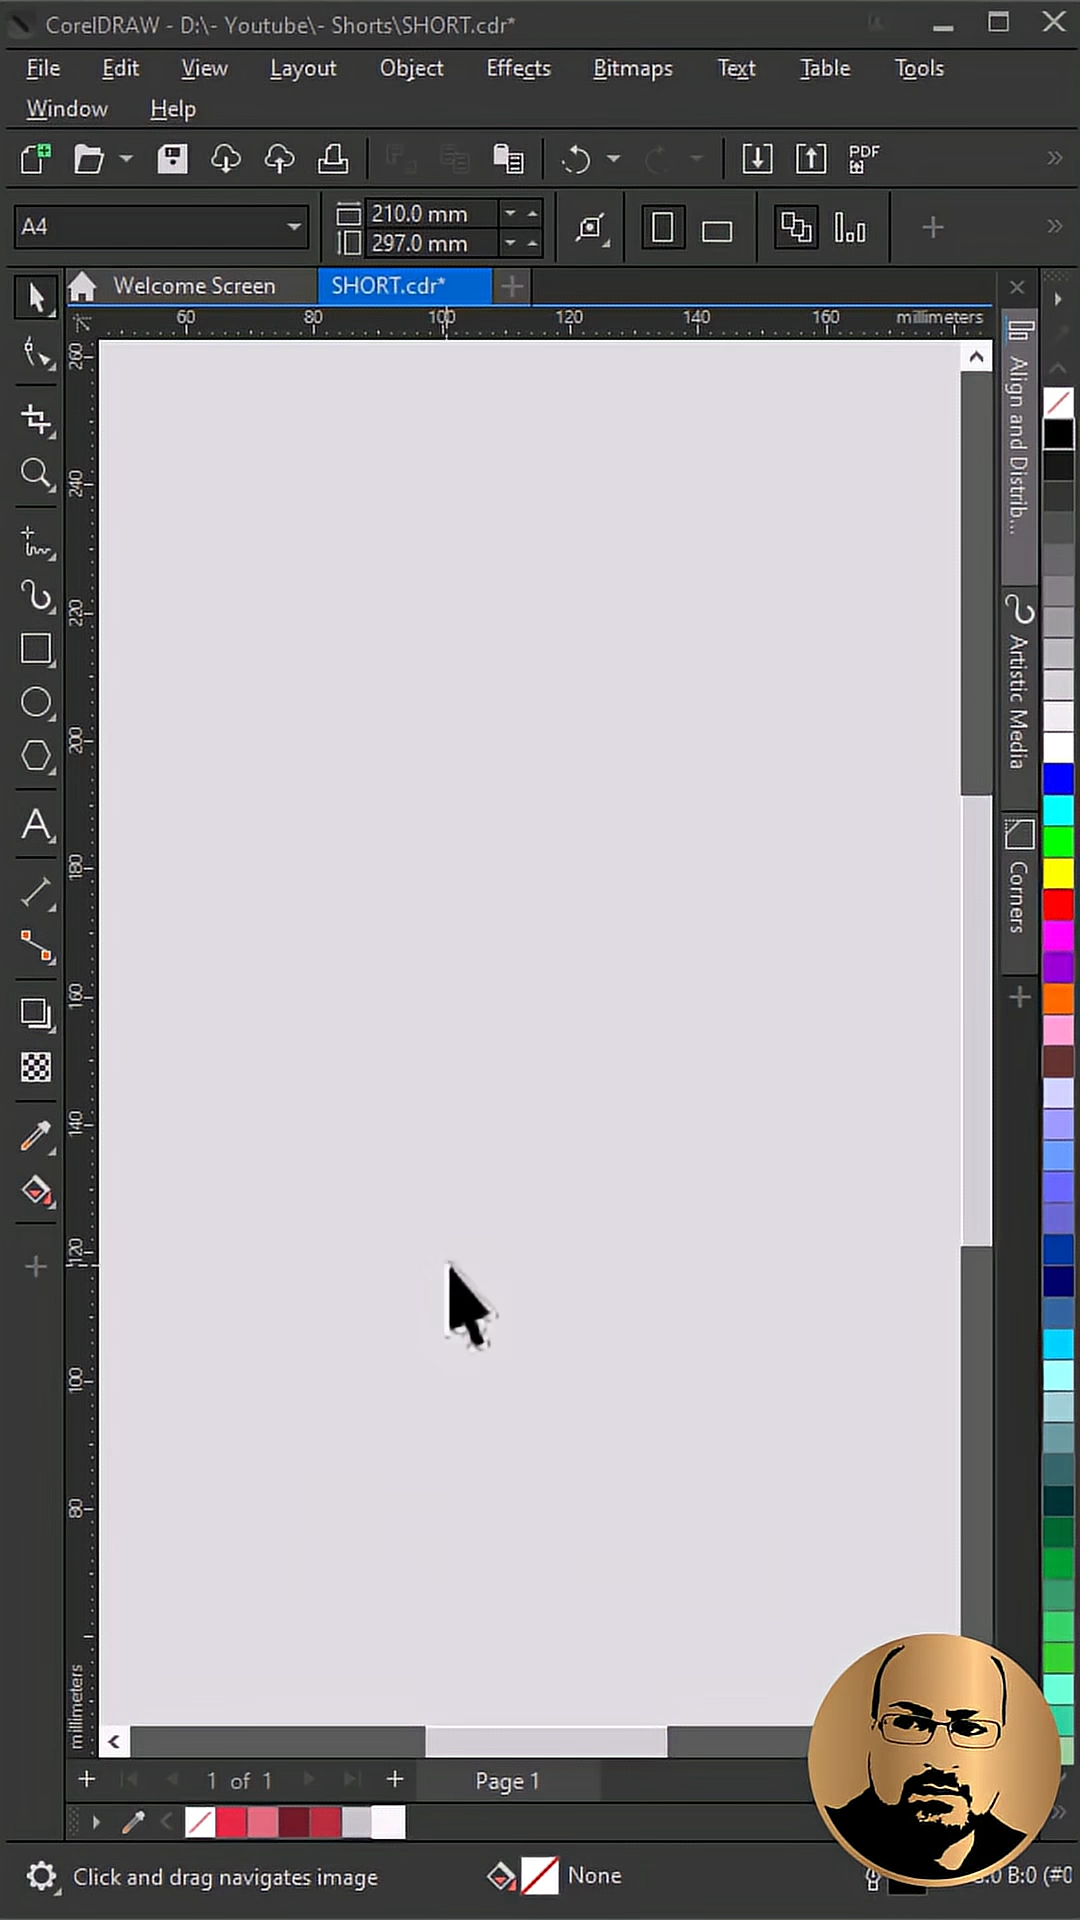 CorelDRAW - D:\- Youtube\- Shorts\SHORT.cdr*
File Edit View Layout Object Effects Bitmaps Text Table Tools
Window Help
PDF
A4
210.0 mm
297.0 mm
Welcome Screen SHORT.cdr*
60 80 100 120 140 160 millimeters
260
240
220
200
180
160
140
120
100
80
millimeters
Align and Distrib...
Artistic Media
Corners
1 of 1 Page 1
Click and drag navigates image None :0 B:0 (#0